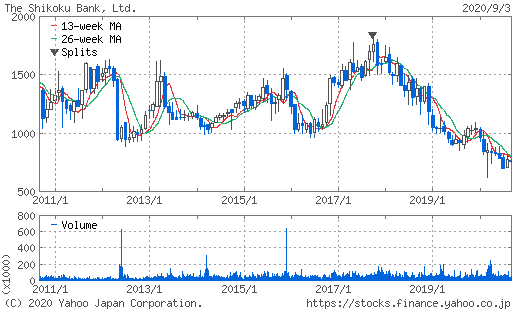 The Shikoku Bank, Ltd.
2020/9/3
2000
1500
1000
500
13-week MA
26-week MA
Splits
2011/1
2013/1
2015/1
2017/1
2019/1
800
600
400
200
0
(x1000)
Volume
2011/1
2013/1
2015/1
2017/1
2019/1
(C) 2020 Yahoo Japan Corporation.
https://stocks.finance.yahoo.co.jp/